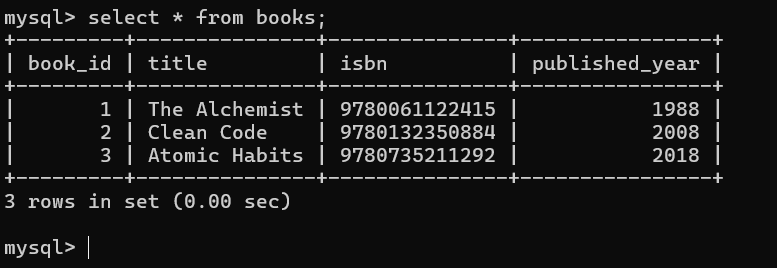 mysql> select * from books;
+---------+---------------+---------------+----------------+
| book_id | title         | isbn          | published_year |
+---------+---------------+---------------+----------------+
|       1 | The Alchemist | 9780061122415 |           1988 |
|       2 | Clean Code    | 9780132350884 |           2008 |
|       3 | Atomic Habits | 9780735211292 |           2018 |
+---------+---------------+---------------+----------------+
3 rows in set (0.00 sec)
mysql>